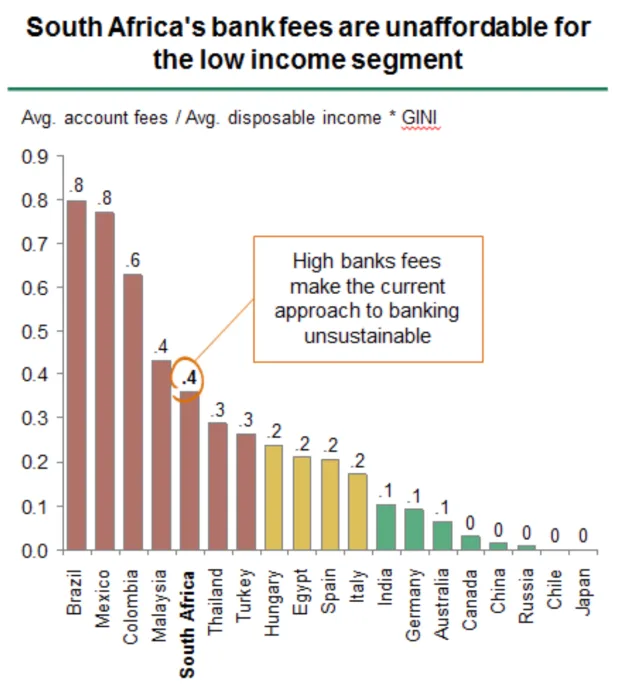 South Africa's bank fees are unaffordable for
the low income segment
Avg. account fees / Avg. disposable income * GINI
0.9
0.8
0.7
0.6
0.5
0.4
0.3
0.2
0.1
0.0
.8
.8
.6
.4
.4
.3
.3
.2
.2
.2
.2
.1
.1
.1
0
0
0
0
0
High banks fees
make the current
approach to banking
unsustainable
Brazil
Mexico
Colombia
Malaysia
South Africa
Thailand
Turkey
Hungary
Egypt
Spain
Italy
India
Germany
Australia
Canada
China
Russia
Chile
Japan